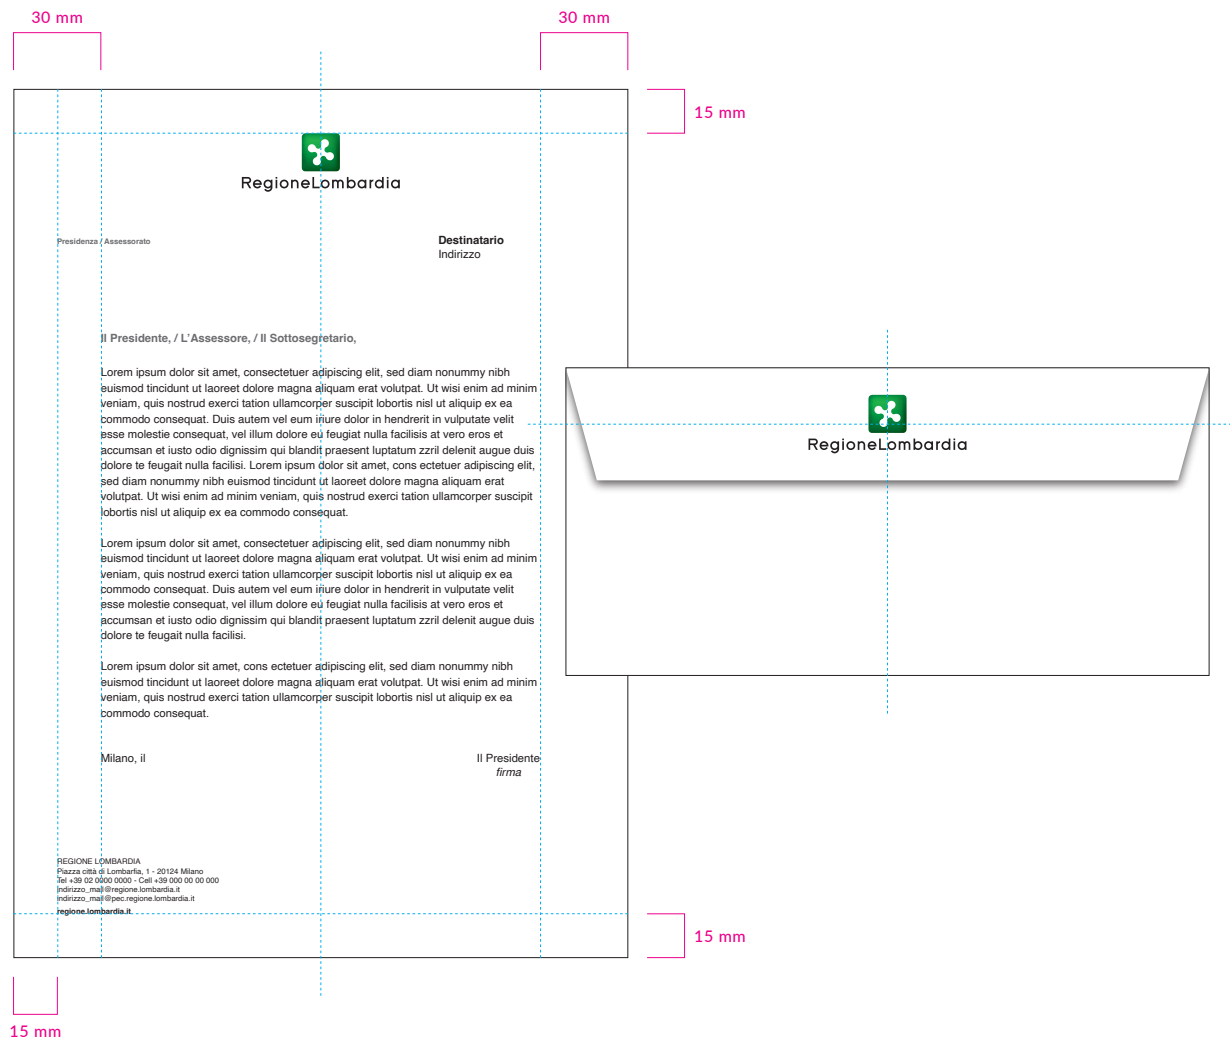 30 mm
30 mm
15 mm
RegioneLombardia
Presidenza / Assessorato
Destinatario
Indirizzo
Il Presidente, / L'Assessore, / Il Sottosegretario,
Lorem ipsum dolor sit amet, consectetuer adipiscing elit, sed diam nonummy nibh
euismod tincidunt ut laoreet dolore magna aliquam erat volutpat. Ut wisi enim ad minim
veniam, quis nostrud exerci tation ullamcorper suscipit lobortis nisl ut aliquip ex ea
commodo consequat. Duis autem vel eum iriure dolor in hendrerit in vulputate velit
esse molestie consequat, vel illum dolore eu feugiat nulla facilisis at vero eros et
accumsan et iusto odio dignissim qui blandit praesent luptatum zzril delenit augue duis
dolore te feugait nulla facilisi. Lorem ipsum dolor sit amet, cons ectetuer adipiscing elit,
sed diam nonummy nibh euismod tincidunt ut laoreet dolore magna aliquam erat
volutpat. Ut wisi enim ad minim veniam, quis nostrud exerci tation ullamcorper suscipit
lobortis nisl ut aliquip ex ea commodo consequat.
Lorem ipsum dolor sit amet, consectetuer adipiscing elit, sed diam nonummy nibh
euismod tincidunt ut laoreet dolore magna aliquam erat volutpat. Ut wisi enim ad minim
veniam, quis nostrud exerci tation ullamcorper suscipit lobortis nisl ut aliquip ex ea
commodo consequat. Duis autem vel eum iriure dolor in hendrerit in vulputate velit
esse molestie consequat, vel illum dolore eu feugiat nulla facilisis at vero eros et
accumsan et iusto odio dignissim qui blandit praesent luptatum zzril delenit augue duis
dolore te feugait nulla facilisi.
Lorem ipsum dolor sit amet, cons ectetuer adipiscing elit, sed diam nonummy nibh
euismod tincidunt ut laoreet dolore magna aliquam erat volutpat. Ut wisi enim ad minim
veniam, quis nostrud exerci tation ullamcorper suscipit lobortis nisl ut aliquip ex ea
commodo consequat.
Milano, il
Il Presidente
firma
REGIONE LOMBARDIA
Piazza città di Lombarfia, 1 - 20124 Milano
Tel +39 02 0000 0000 - Cell +39 000 00 00 000
indirizzo_mail@regione.lombardia.it
indirizzo_mail@pec.regione.lombardia.it
regione.lombardia.it
15 mm
15 mm
RegioneLombardia